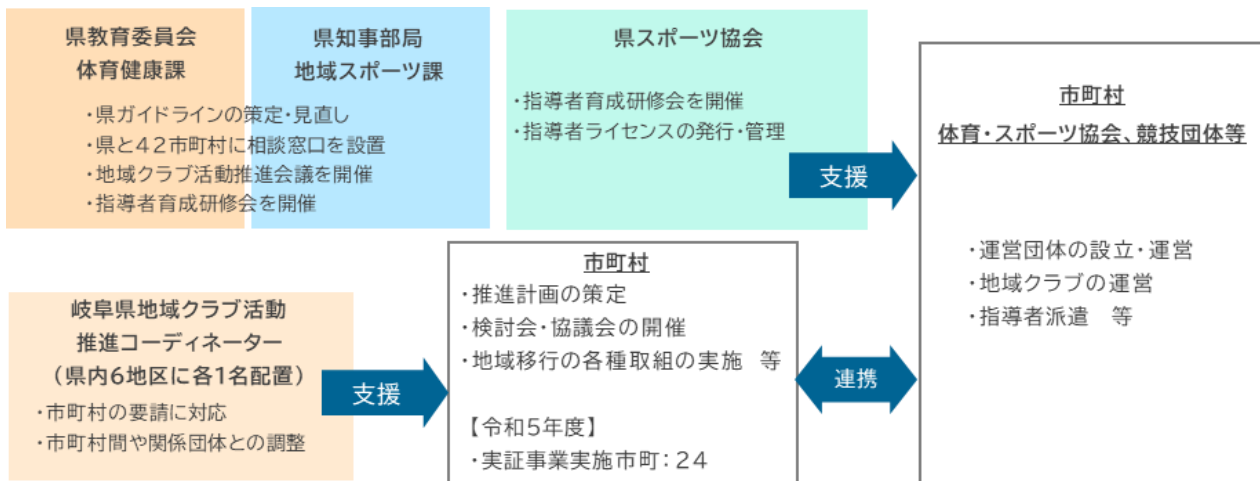 県教育委員会
体育健康課
県知事部局
地域スポーツ課
・県ガイドラインの策定・見直し
・県と42市町村に相談窓口を設置
・地域クラブ活動推進会議を開催
・指導者育成研修会を開催
県スポーツ協会
・指導者育成研修会を開催
・指導者ライセンスの発行・管理
支援
市町村
体育・スポーツ協会、競技団体等
・運営団体の設立・運営
・地域クラブの運営
・指導者派遣　等
岐阜県地域クラブ活動
推進コーディネーター
（県内6地区に各1名配置）
・市町村の要請に対応
・市町村間や関係団体との調整
支援
市町村
・推進計画の策定
・検討会・協議会の開催
・地域移行の各種取組の実施　等
【令和5年度】
・実証事業実施市町：24
連携